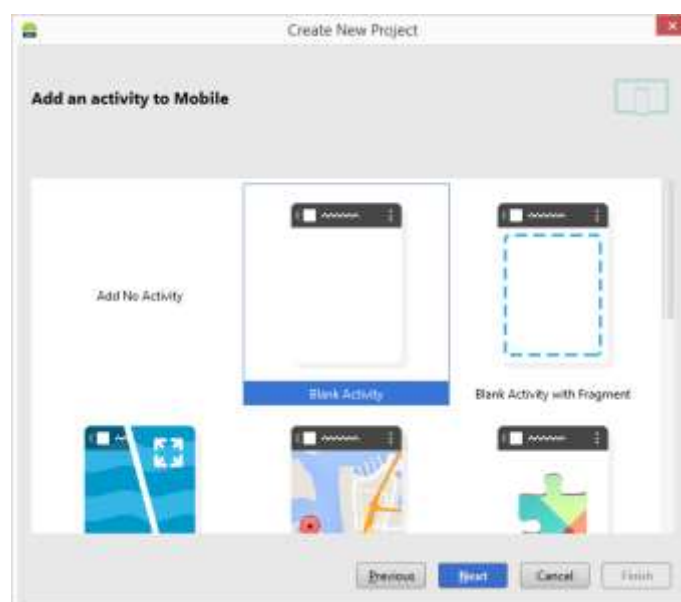 Create New Project
Add an activity to Mobile
Add No Activity
Blank Activity
Blank Activity with Fragment
Previous
Next
Cancel
Finish